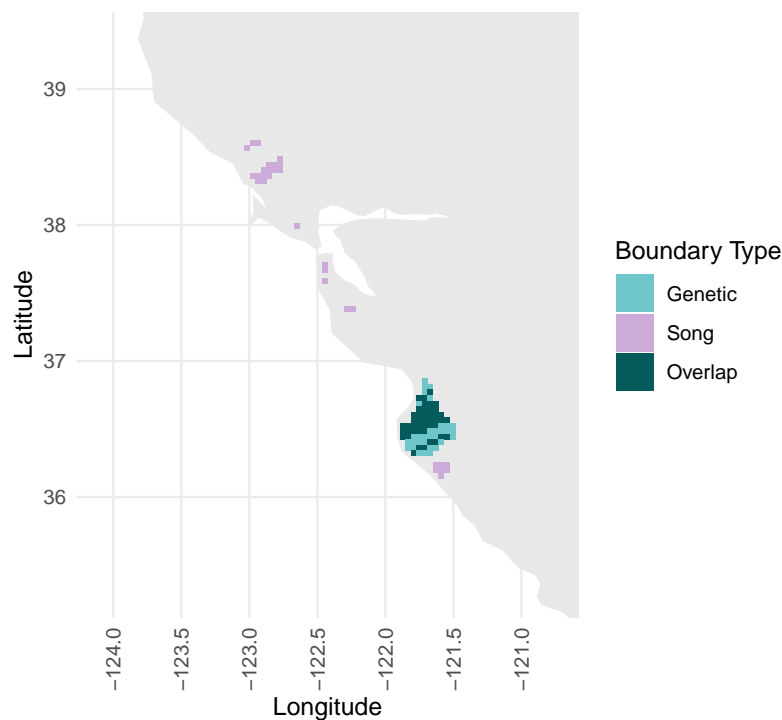 39
38
37
36
Latitude
−124.0
−123.5
−123.0
−122.5
−122.0
−121.5
−121.0
Longitude
Boundary Type
Genetic
Song
Overlap